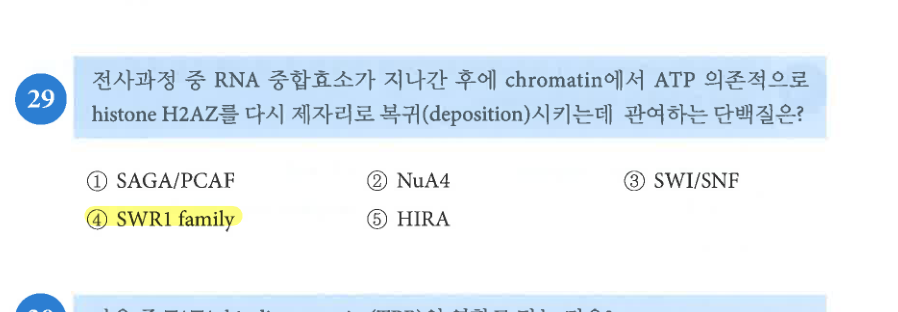 29
전사과정 중 RNA 중합효소가 지나간 후에 chromatin에서 ATP 의존적으로
histone H2AZ를 다시 제자리로 복귀(deposition)시키는데 관여하는 단백질은?
① SAGA/PCAF ② NuA4 ③ SWI/SNF
④ SWR1 family ⑤ HIRA